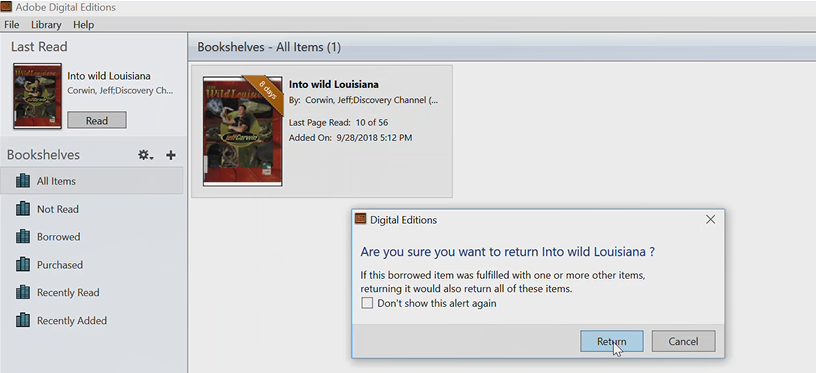 Adobe Digital Editions
File Library Help
Last Read
Into wild Louisiana
Corwin, Jeff;Discovery Ch...
Read
Bookshelves
All Items
Not Read
Borrowed
Purchased
Recently Read
Recently Added
Bookshelves - All Items (1)
8 days
Wild Louisiana
Into wild Louisiana
By: Corwin, Jeff;Discovery Channel (...
Last Page Read: 10 of 56
Added On: 9/28/2018 5:12 PM
Digital Editions
Are you sure you want to return Into wild Louisiana ?
If this borrowed item was fulfilled with one or more other items,
returning it would also return all of these items.
Don't show this alert again
Return Cancel